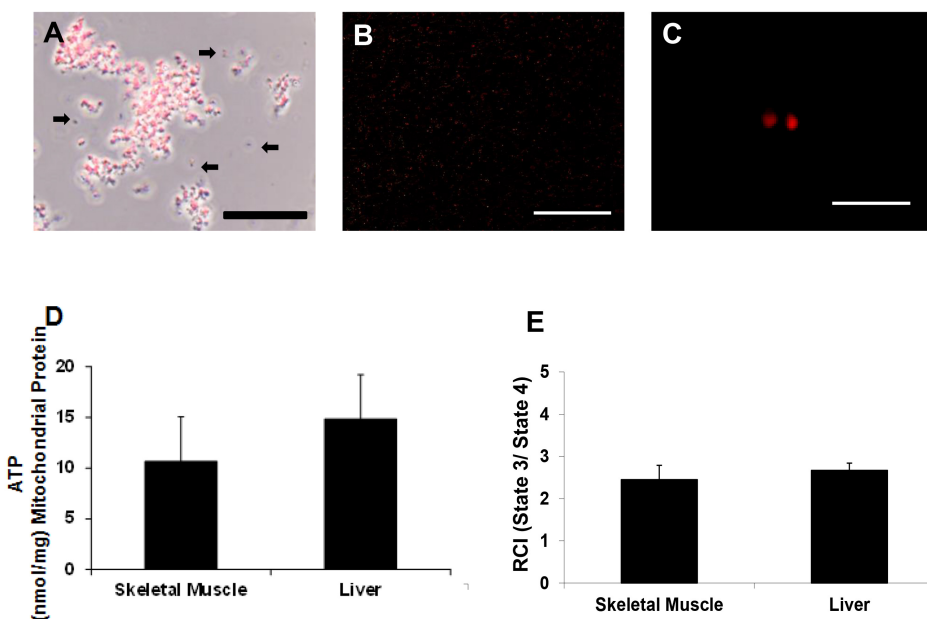 A
B
C
D
ATP
(nmol/mg) Mitochondrial Protein
20
15
10
5
0
Skeletal Muscle
Liver
E
RCI (State 3/ State 4)
5
4
3
2
1
0
Skeletal Muscle
Liver